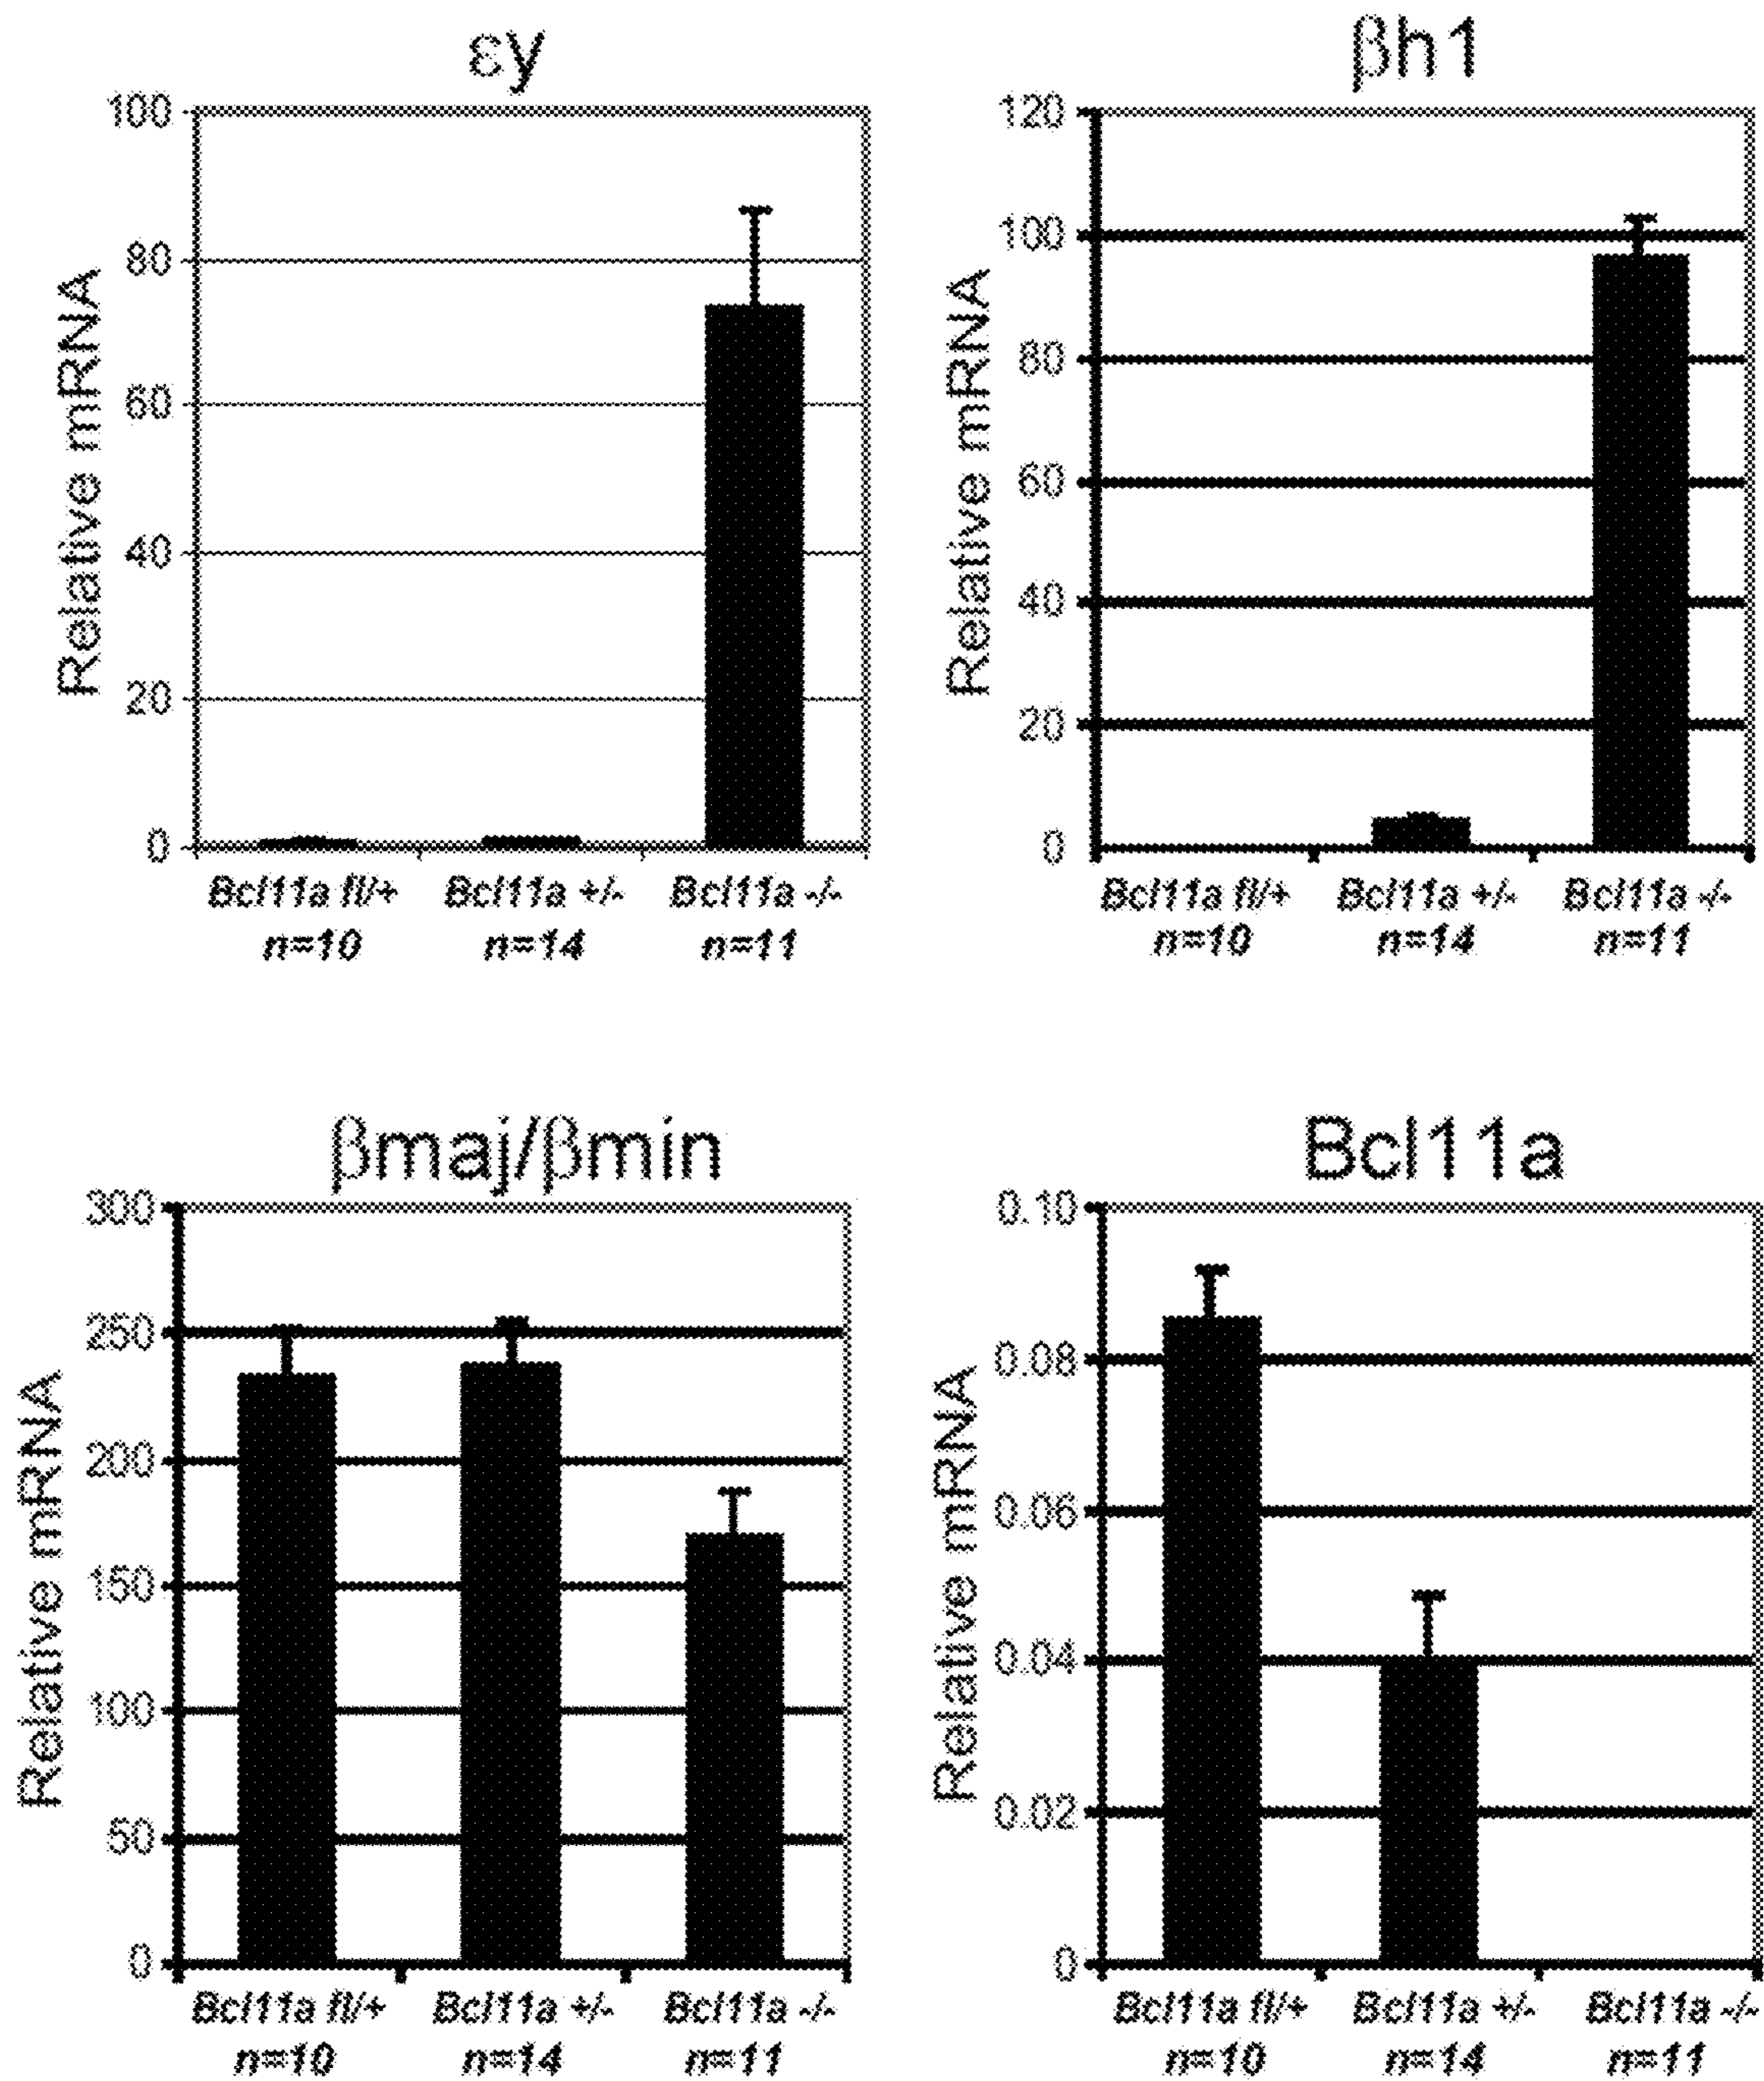 εy
100
80
60
40
20
0
Relative mRNA
Bcl11a fl/+ Bcl11a +/- Bcl11a -/-
n=10 n=14 n=11
βh1
120
100
80
60
40
20
0
Relative mRNA
Bcl11a fl/+ Bcl11a +/- Bcl11a -/-
n=10 n=14 n=11
βmaj/βmin
300
250
200
150
100
50
0
Relative mRNA
Bcl11a fl/+ Bcl11a +/- Bcl11a -/-
n=10 n=14 n=11
Bcl11a
0.10
0.08
0.06
0.04
0.02
0
Relative mRNA
Bcl11a fl/+ Bcl11a +/- Bcl11a -/-
n=10 n=14 n=11